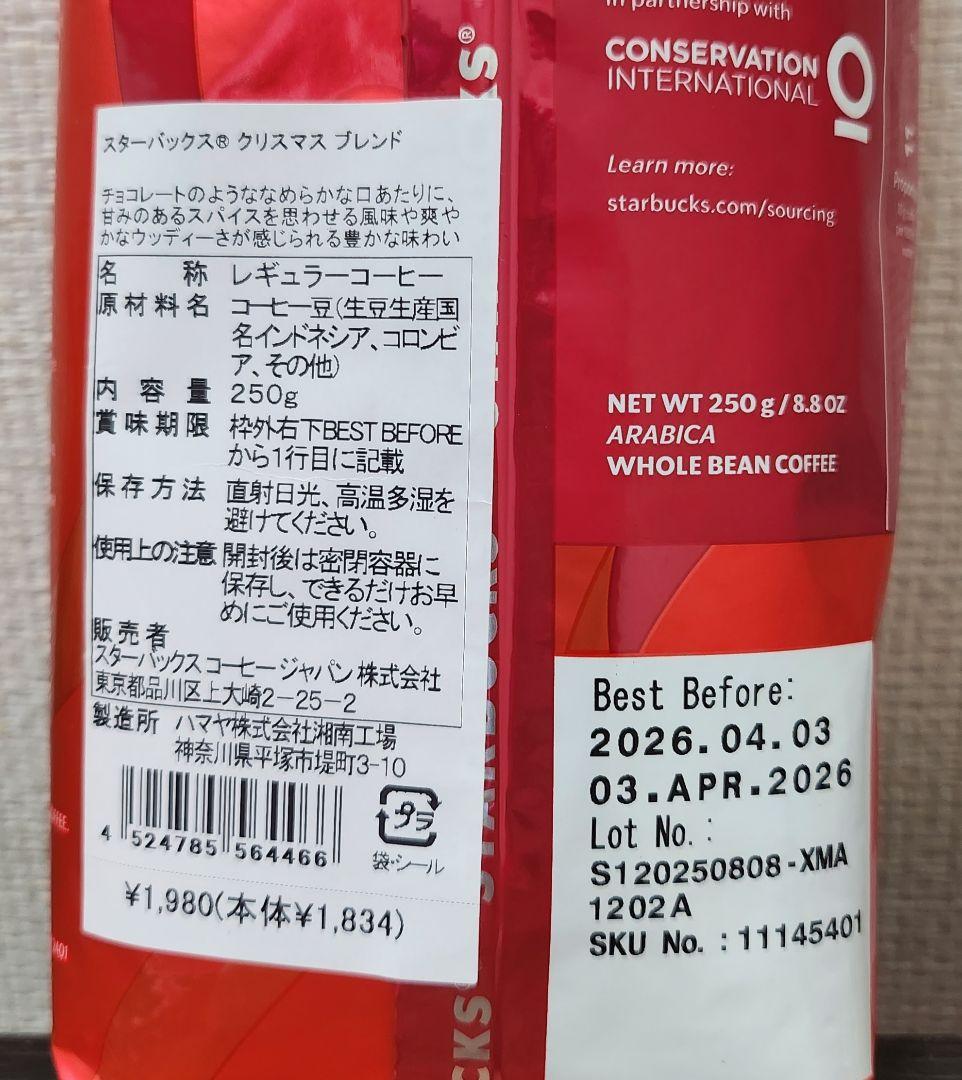 スターバックス® クリスマス ブレンド
チョコレートのようななめらかな口あたりに、
甘みのあるスパイスを思わせる風味や爽や
かなウッディーさが感じられる豊かな味わい
名称 レギュラーコーヒー
原材料名 コーヒー豆(生豆生産国
名インドネシア、コロンビ
ア、その他)
内容量 250g
賞味期限 枠外右下BEST BEFORE
から1行目に記載
保存方法 直射日光、高温多湿を
避けてください。
使用上の注意 開封後は密閉容器に
保存し、できるだけお早
めにご使用ください。
販売者
スターバックス コーヒー ジャパン 株式会社
東京都品川区上大崎2-25-2
製造所 ハマヤ株式会社湘南工場
神奈川県平塚市堤町3-10
4 524785 564466
プラ
袋・シール
¥1,980(本体¥1,834)
STARBUCKS
in partnership with
CONSERVATION
INTERNATIONAL
Learn more:
starbucks.com/sourcing
NET WT 250 g / 8.8 OZ
ARABICA
WHOLE BEAN COFFEE
Best Before:
2026.04.03
03.APR.2026
Lot No. :
S120250808-XMA
1202A
SKU No. : 11145401